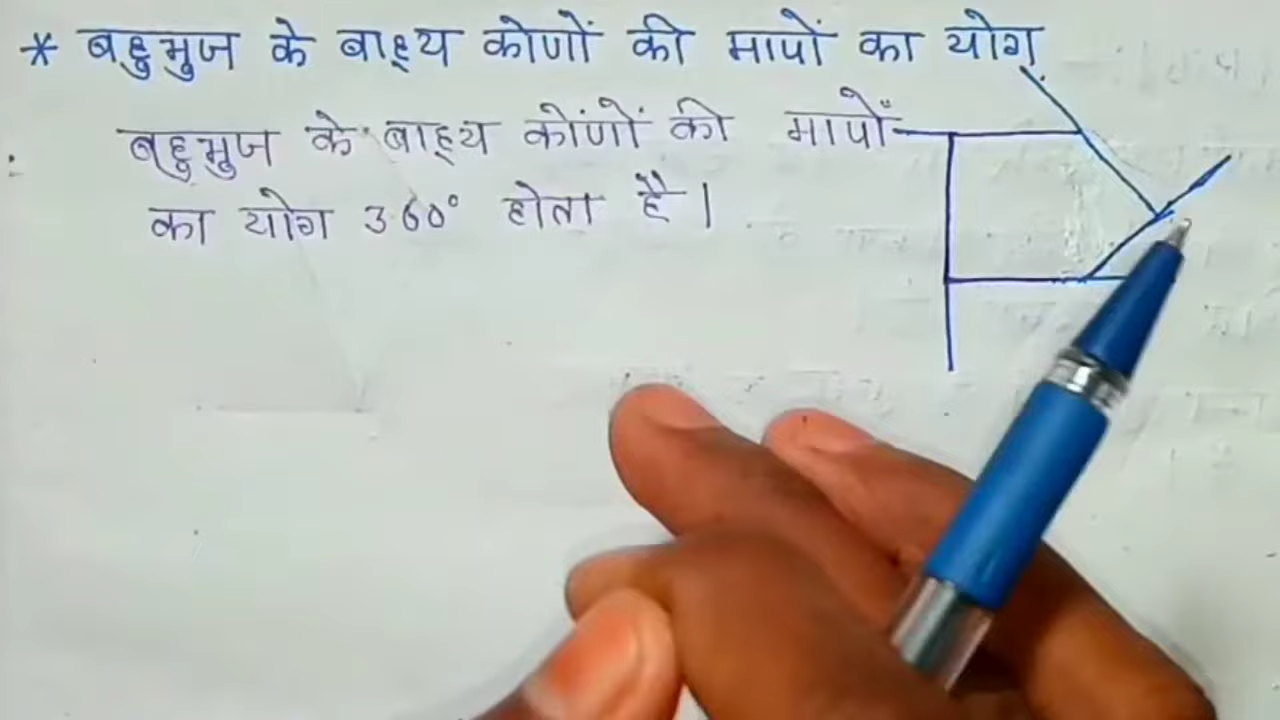 * बहुभुज के बाह्य कोणों की मापों का योग
बहुभुज के बाह्य कोंणों की मापों
का योग 360° होता है।